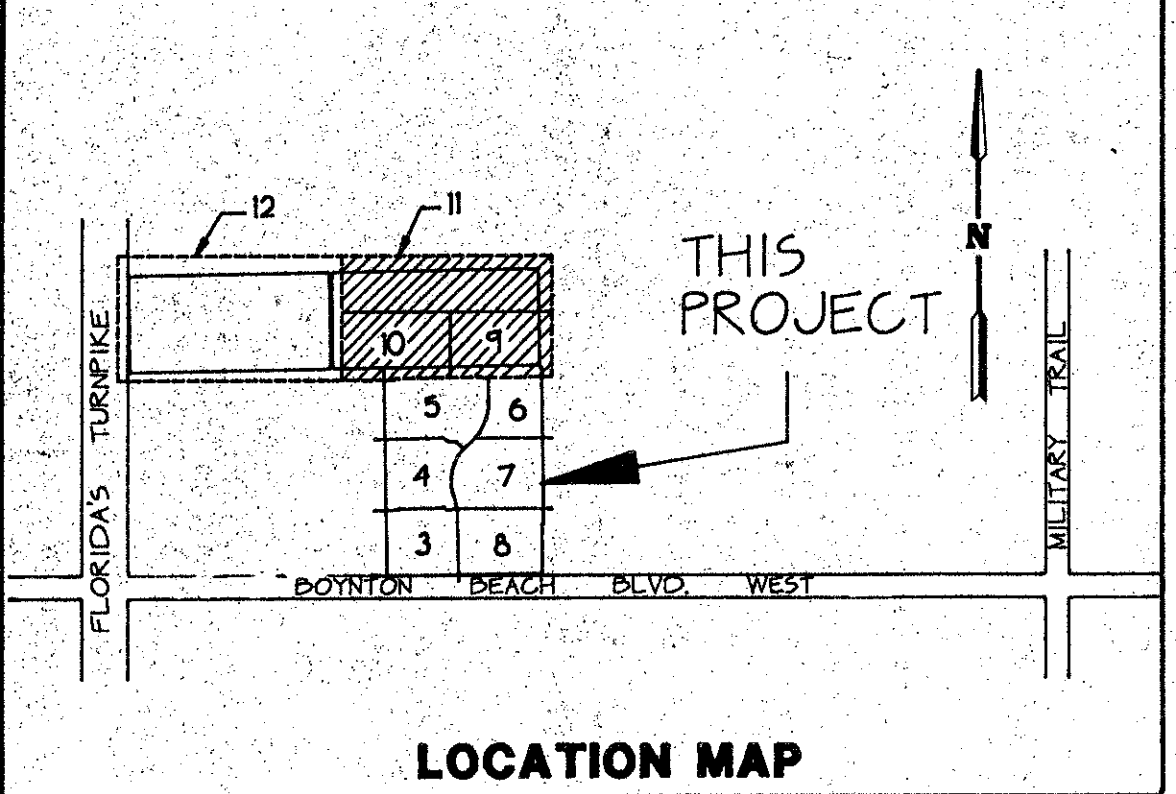 12
11
N
THIS
PROJECT
10
9
FLORIDA'S TURNPIKE
5
6
4
7
MILITARY TRAIL
3
8
BOYNTON BEACH BLVD. WEST
LOCATION MAP